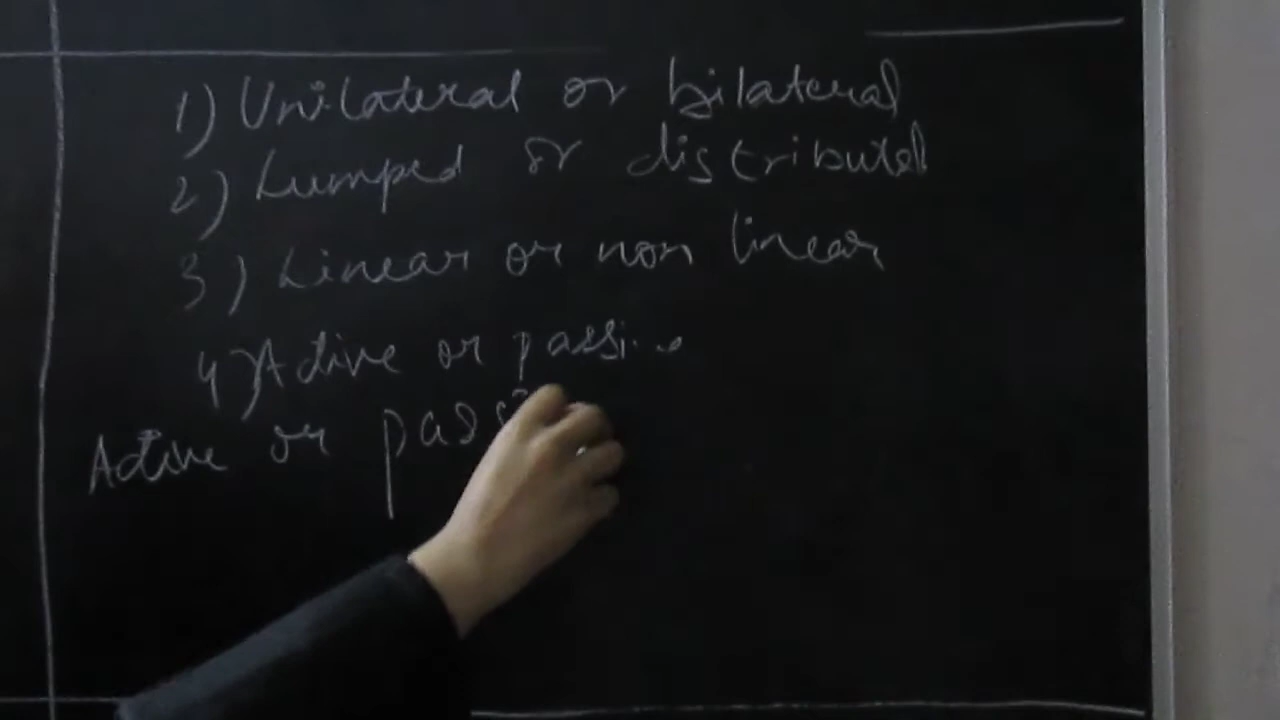 1) Unilateral or bilateral
2) Lumped or distributed
3) Linear or non linear
4) Active or passive
Active or pass